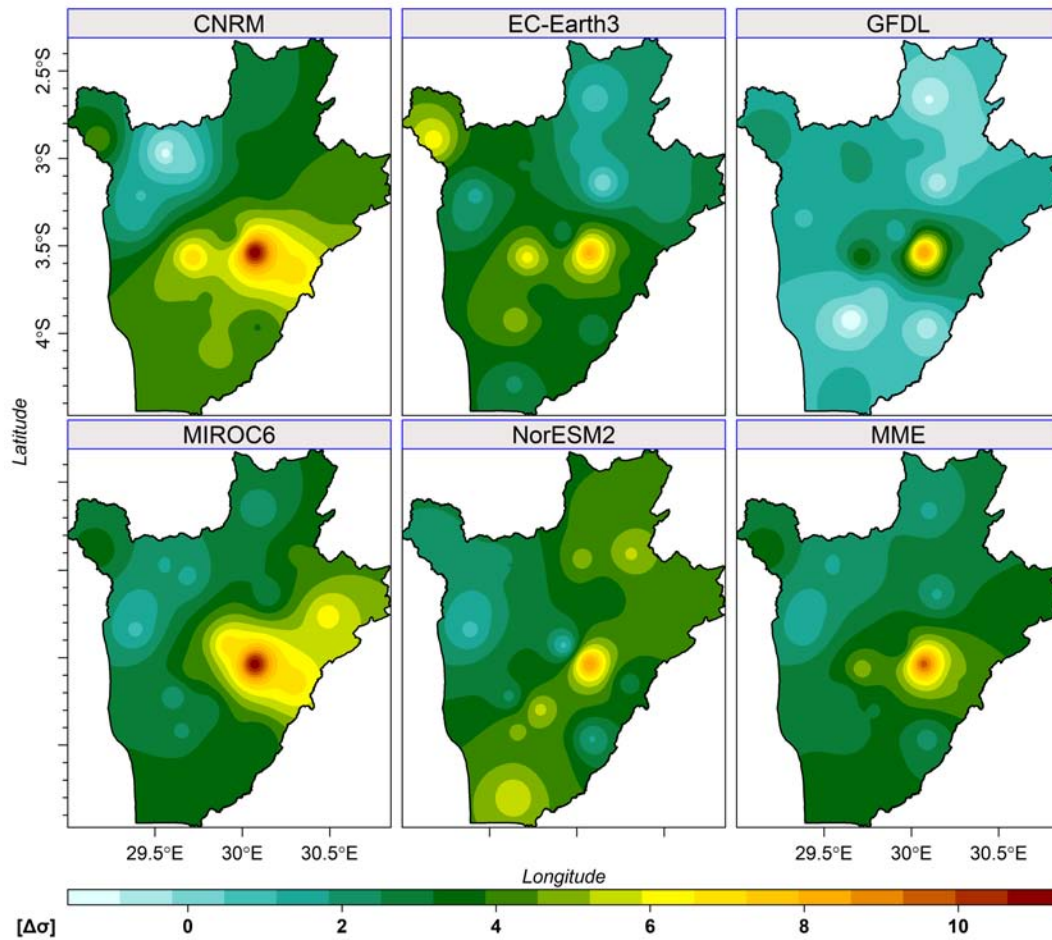 CNRM
EC-Earth3
GFDL
2.5°S
3°S
3.5°S
4°S
Latitude
MIROC6
NorESM2
MME
29.5°E 30°E 30.5°E
29.5°E 30°E 30.5°E
Longitude
[Δσ] 0 2 4 6 8 10